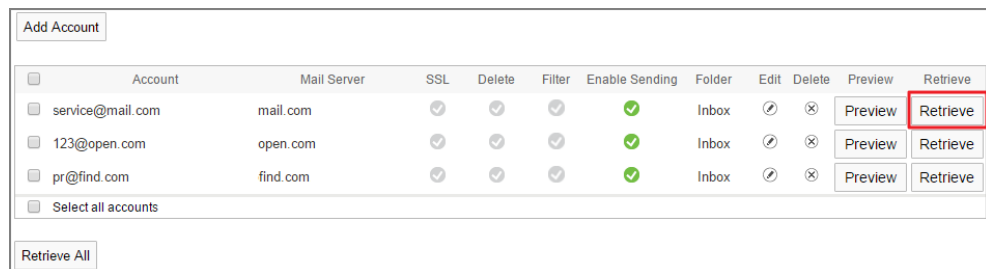 Add Account
Account Mail Server SSL Delete Filter Enable Sending Folder Edit Delete Preview Retrieve
service@mail.com mail.com Inbox Preview Retrieve
123@open.com open.com Inbox Preview Retrieve
pr@find.com find.com Inbox Preview Retrieve
Select all accounts
Retrieve All